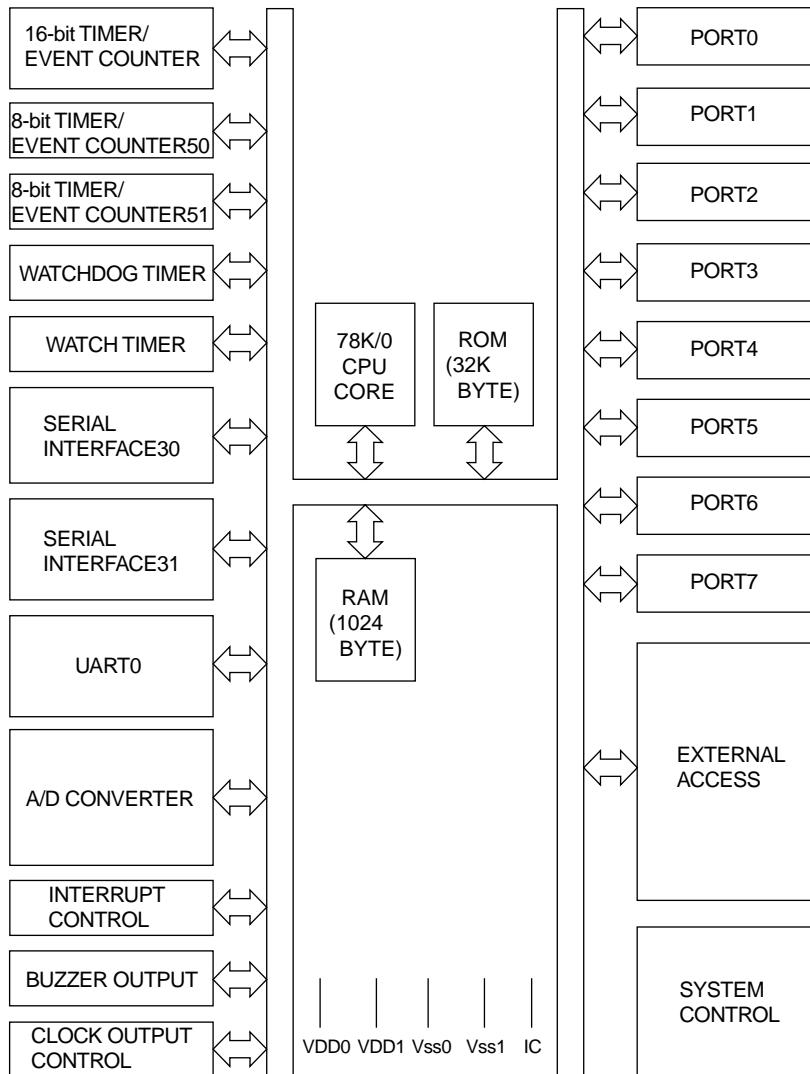 16-bit TIMER/
EVENT COUNTER
8-bit TIMER/
EVENT COUNTER50
8-bit TIMER/
EVENT COUNTER51
WATCHDOG TIMER
WATCH TIMER
SERIAL
INTERFACE30
SERIAL
INTERFACE31
UART0
A/D CONVERTER
INTERRUPT
CONTROL
BUZZER OUTPUT
CLOCK OUTPUT
CONTROL
78K/0
CPU
CORE
ROM
(32K
BYTE)
RAM
(1024
BYTE)
VDD0 VDD1 Vss0 Vss1 IC
PORT0
PORT1
PORT2
PORT3
PORT4
PORT5
PORT6
PORT7
EXTERNAL
ACCESS
SYSTEM
CONTROL